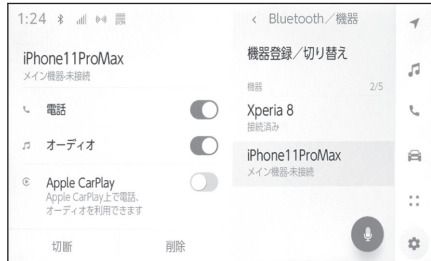 1:24
iPhone11ProMax
メイン機器-未接続
電話
オーディオ
Apple CarPlay
Apple CarPlay上で電話、
オーディオを利用できます
切断
削除
< Bluetooth／機器
機器登録／切り替え
機器
2/5
Xperia 8
接続済み
iPhone11ProMax
メイン機器-未接続